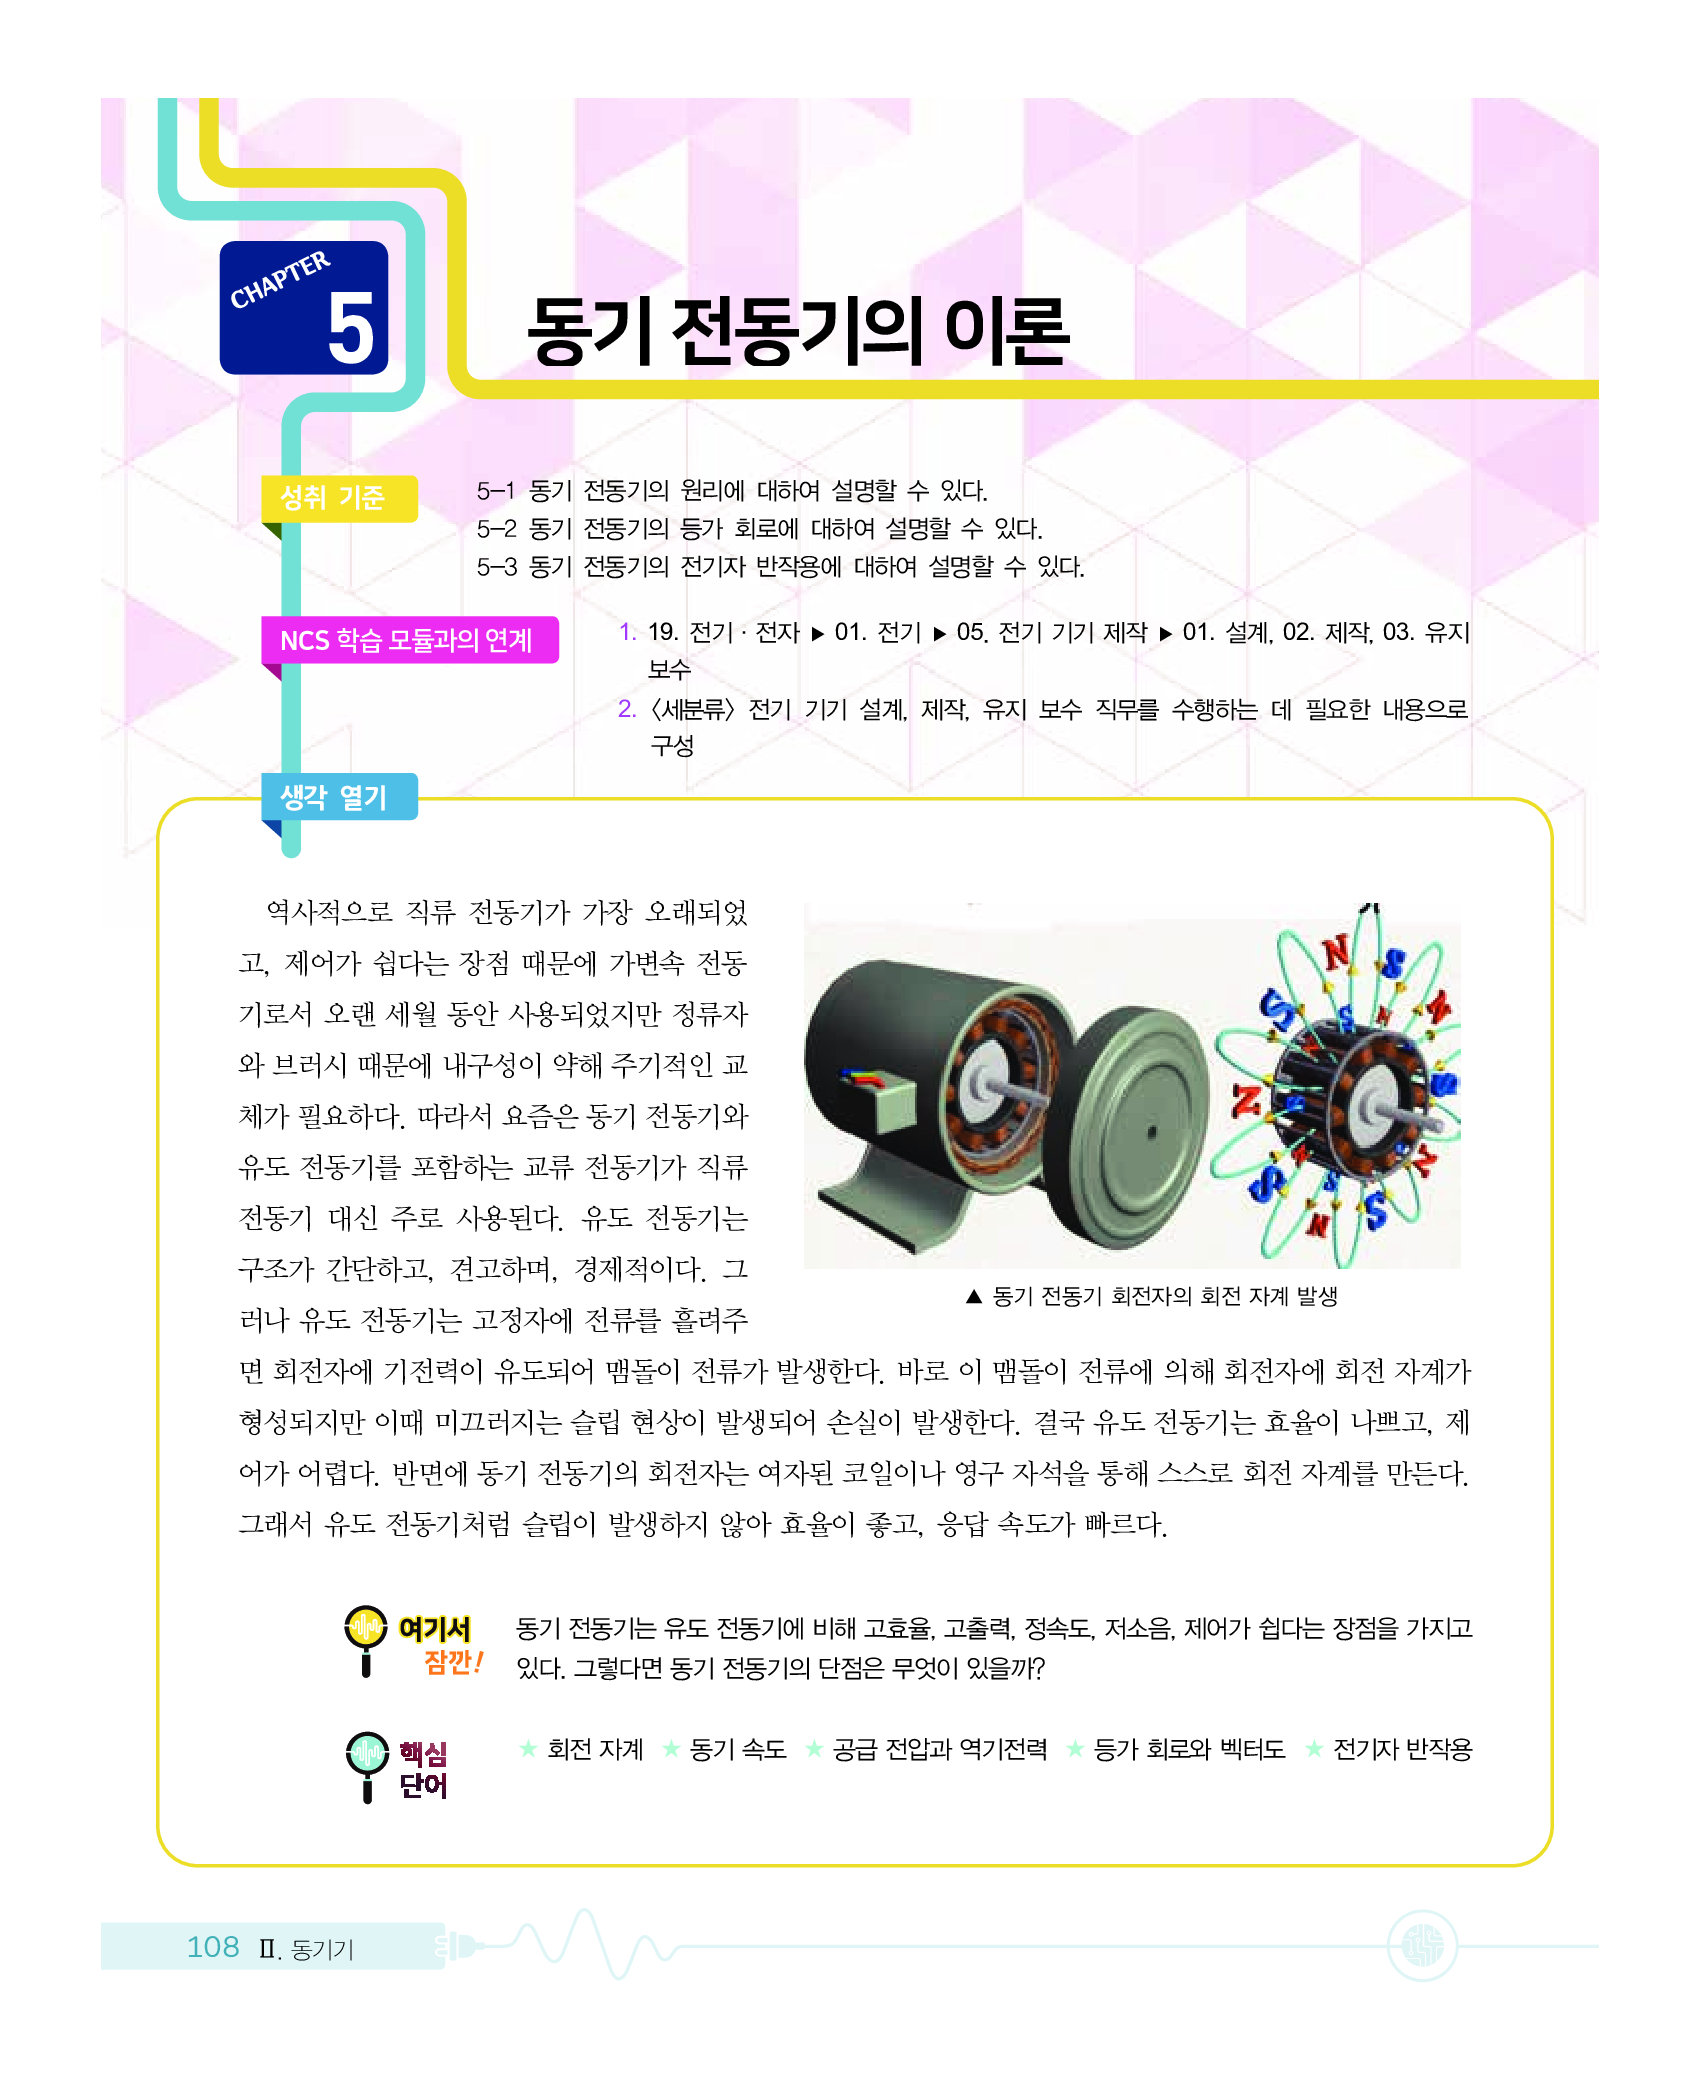 CHAPTER
5
동기 전동기의 이론
성취 기준
5-1 동기 전동기의 원리에 대하여 설명할 수 있다.
5-2 동기 전동기의 등가 회로에 대하여 설명할 수 있다.
5-3 동기 전동기의 전기자 반작용에 대하여 설명할 수 있다.
NCS 학습 모듈과의 연계
1. 19. 전기 · 전자 ▶ 01. 전기 ▶ 05. 전기 기기 제작 ▶ 01. 설계, 02. 제작, 03. 유지
보수
2. 〈세분류〉 전기 기기 설계, 제작, 유지 보수 직무를 수행하는 데 필요한 내용으로
구성
생각 열기
역사적으로 직류 전동기가 가장 오래되었
고, 제어가 쉽다는 장점 때문에 가변속 전동
기로서 오랜 세월 동안 사용되었지만 정류자
와 브러시 때문에 내구성이 약해 주기적인 교
체가 필요하다. 따라서 요즘은 동기 전동기와
유도 전동기를 포함하는 교류 전동기가 직류
전동기 대신 주로 사용된다. 유도 전동기는
구조가 간단하고, 견고하며, 경제적이다. 그
러나 유도 전동기는 고정자에 전류를 흘려주
면 회전자에 기전력이 유도되어 맴돌이 전류가 발생한다. 바로 이 맴돌이 전류에 의해 회전자에 회전 자계가
형성되지만 이때 미끄러지는 슬립 현상이 발생되어 손실이 발생한다. 결국 유도 전동기는 효율이 나쁘고, 제
어가 어렵다. 반면에 동기 전동기의 회전자는 여자된 코일이나 영구 자석을 통해 스스로 회전 자계를 만든다.
그래서 유도 전동기처럼 슬립이 발생하지 않아 효율이 좋고, 응답 속도가 빠르다.
N
S
N
S
S
N
S
N
S
N
S
N
S
▲ 동기 전동기 회전자의 회전 자계 발생
여기서
잠깐!
동기 전동기는 유도 전동기에 비해 고효율, 고출력, 정속도, 저소음, 제어가 쉽다는 장점을 가지고
있다. 그렇다면 동기 전동기의 단점은 무엇이 있을까?
핵심
단어
★ 회전 자계 ★ 동기 속도 ★ 공급 전압과 역기전력 ★ 등가 회로와 벡터도 ★ 전기자 반작용
108 Ⅱ. 동기기